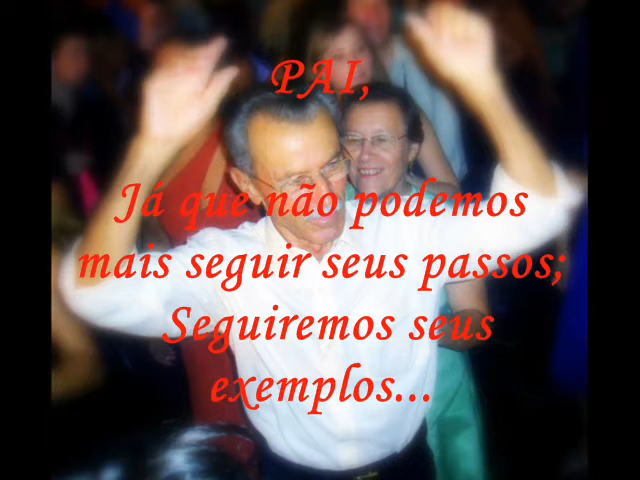 PAI,
Já que não podemos
mais seguir seus passos;
Seguiremos seus
exemplos...